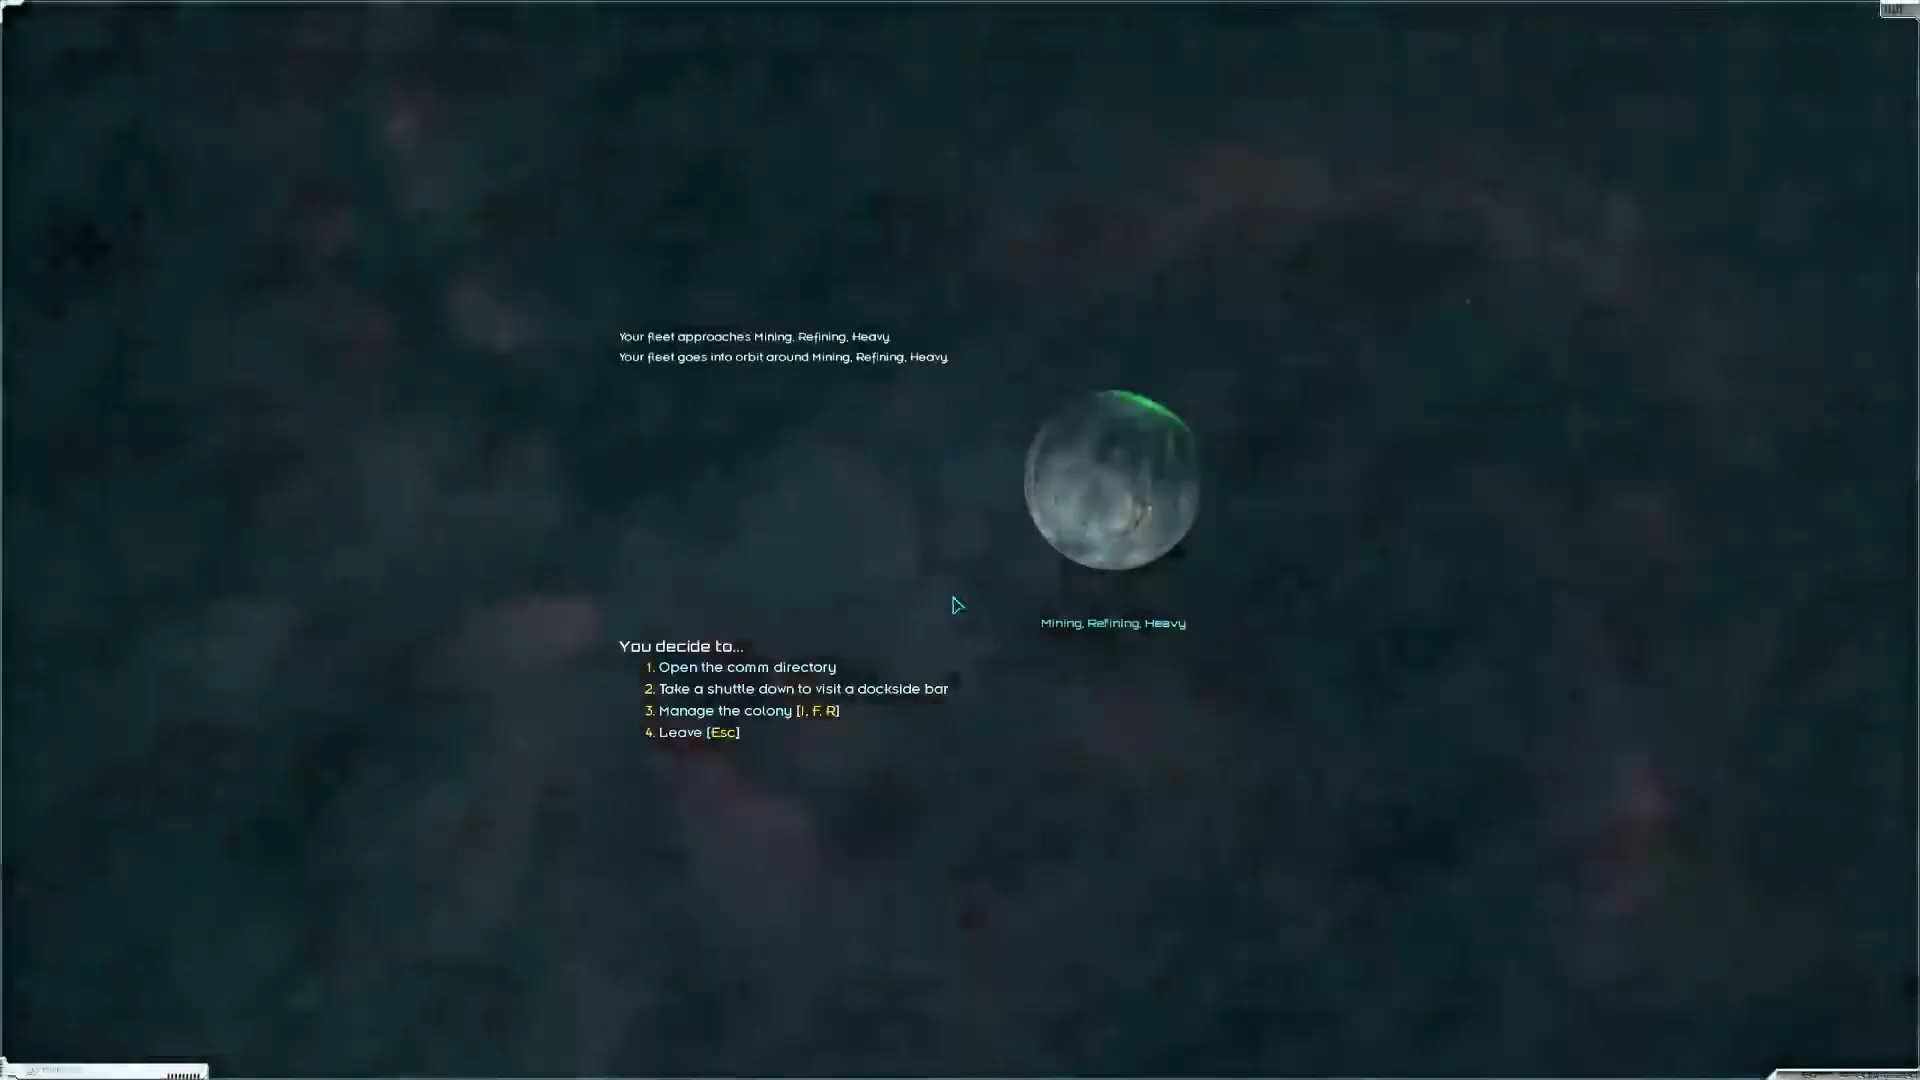 Your fleet approaches Mining, Refining, Heavy.
Your fleet goes into orbit around Mining, Refining, Heavy.
Mining, Refining, Heavy
You decide to...
1. Open the comm directory
2. Take a shuttle down to visit a dockside bar
3. Manage the colony [I, F, R]
4. Leave [Esc]